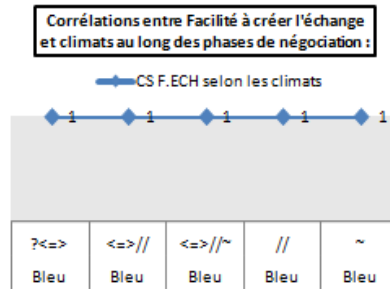 Corrélations entre Facilité à créer l'échange
et climats au long des phases de négociation :
CS F.ECH selon les climats
1 1 1 1 1
?<=> <=>// <=>//~ // ~
Bleu Bleu Bleu Bleu Bleu